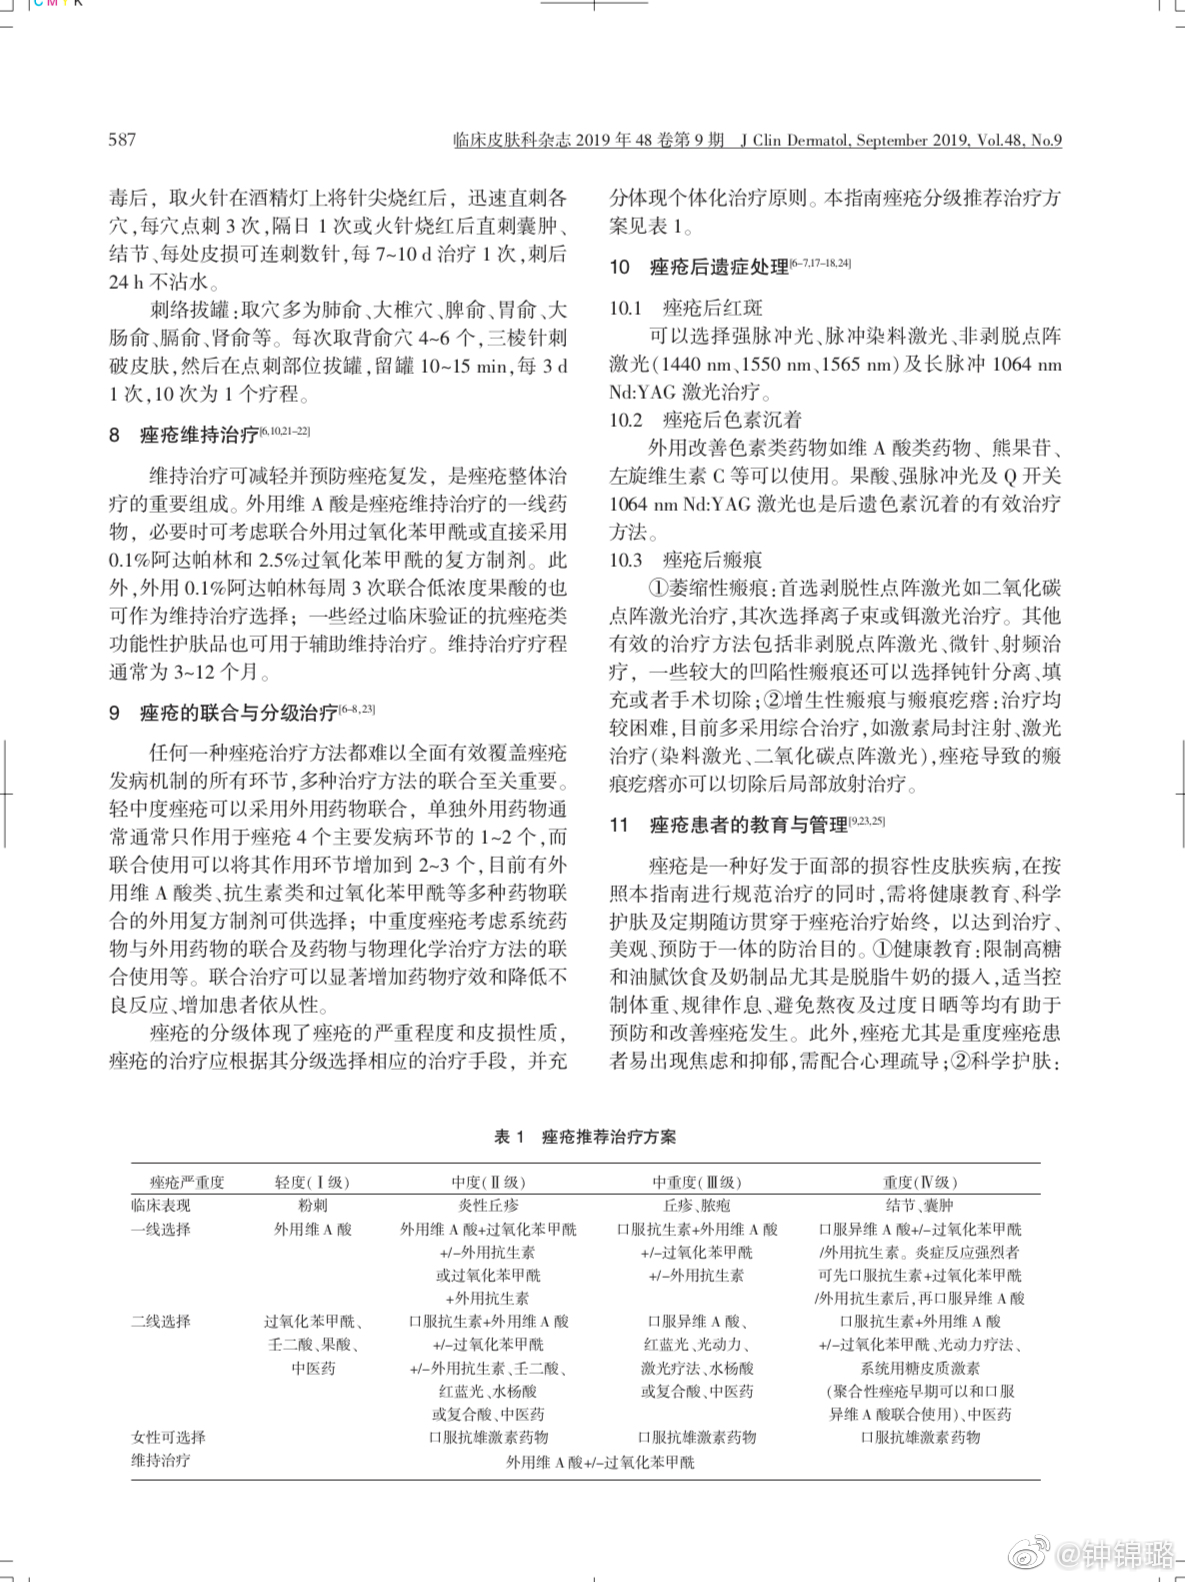 CMYK
587
临床皮肤科杂志 2019 年 48 卷第 9 期 J Clin Dermatol, September 2019, Vol.48, No.9
毒后，取火针在酒精灯上将针尖烧红后，迅速直刺各
穴，每穴点刺 3 次，隔日 1 次或火针烧红后直刺囊肿、
结节、每处皮损可连刺数针，每 7~10 d 治疗 1 次，刺后
24 h 不沾水。
刺络拔罐：取穴多为肺俞、大椎穴、脾俞、胃俞、大
肠俞、膈俞、肾俞等。每次取背俞穴 4~6 个，三棱针刺
破皮肤，然后在点刺部位拔罐，留罐 10~15 min，每 3 d
1 次，10 次为 1 个疗程。
8 痤疮维持治疗[6,10,21-22]
维持治疗可减轻并预防痤疮复发，是痤疮整体治
疗的重要组成。外用维 A 酸是痤疮维持治疗的一线药
物，必要时可考虑联合外用过氧化苯甲酰或直接采用
0.1%阿达帕林和 2.5%过氧化苯甲酰的复方制剂。此
外，外用 0.1%阿达帕林每周 3 次联合低浓度果酸的也
可作为维持治疗选择；一些经过临床验证的抗痤疮类
功能性护肤品也可用于辅助维持治疗。维持治疗疗程
通常为 3~12 个月。
9 痤疮的联合与分级治疗[6-8,23]
任何一种痤疮治疗方法都难以全面有效覆盖痤疮
发病机制的所有环节，多种治疗方法的联合至关重要。
轻中度痤疮可以采用外用药物联合，单独外用药物通
常通常只作用于痤疮 4 个主要发病环节的 1~2 个，而
联合使用可以将其作用环节增加到 2~3 个，目前有外
用维 A 酸类、抗生素类和过氧化苯甲酰等多种药物联
合的外用复方制剂可供选择；中重度痤疮考虑系统药
物与外用药物的联合及药物与物理化学治疗方法的联
合使用等。联合治疗可以显著增加药物疗效和降低不
良反应、增加患者依从性。
痤疮的分级体现了痤疮的严重程度和皮损性质，
痤疮的治疗应根据其分级选择相应的治疗手段，并充
分体现个体化治疗原则。本指南痤疮分级推荐治疗方
案见表 1。
10 痤疮后遗症处理[6-7,17-18,24]
10.1 痤疮后红斑
可以选择强脉冲光、脉冲染料激光、非剥脱点阵
激光(1440 nm、1550 nm、1565 nm)及长脉冲 1064 nm
Nd:YAG 激光治疗。
10.2 痤疮后色素沉着
外用改善色素类药物如维 A 酸类药物、熊果苷、
左旋维生素 C 等可以使用。果酸、强脉冲光及 Q 开关
1064 nm Nd:YAG 激光也是后遗色素沉着的有效治疗
方法。
10.3 痤疮后瘢痕
①萎缩性瘢痕：首选剥脱性点阵激光如二氧化碳
点阵激光治疗，其次选择离子束或铒激光治疗。其他
有效的治疗方法包括非剥脱点阵激光、微针、射频治
疗，一些较大的凹陷性瘢痕还可以选择钝针分离、填
充或者手术切除；②增生性瘢痕与瘢痕疙瘩：治疗均
较困难，目前多采用综合治疗，如激素局封注射、激光
治疗(染料激光、二氧化碳点阵激光)，痤疮导致的瘢
痕疙瘩亦可以切除后局部放射治疗。
11 痤疮患者的教育与管理[9,23,25]
痤疮是一种好发于面部的损容性皮肤疾病，在按
照本指南进行规范治疗的同时，需将健康教育、科学
护肤及定期随访贯穿于痤疮治疗始终，以达到治疗、
美观、预防于一体的防治目的。①健康教育：限制高糖
和油腻饮食及奶制品尤其是脱脂牛奶的摄入，适当控
制体重、规律作息、避免熬夜及过度日晒等均有助于
预防和改善痤疮发生。此外，痤疮尤其是重度痤疮患
者易出现焦虑和抑郁，需配合心理疏导；②科学护肤：
表 1 痤疮推荐治疗方案
痤疮严重度 轻度(Ⅰ级) 中度(Ⅱ级) 中重度(Ⅲ级) 重度(Ⅳ级)
临床表现 粉刺 炎性丘疹 丘疹、脓疱 结节、囊肿
一线选择 外用维 A 酸 外用维 A 酸+过氧化苯甲酰 口服抗生素+外用维 A 酸 口服异维 A 酸+/-过氧化苯甲酰
+/-外用抗生素 +/-过氧化苯甲酰 /外用抗生素。炎症反应强烈者
或过氧化苯甲酰 +/-外用抗生素 可先口服抗生素+过氧化苯甲酰
+外用抗生素 /外用抗生素后，再口服异维 A 酸
二线选择 过氧化苯甲酰、 口服抗生素+外用维 A 酸 口服异维 A 酸、 口服抗生素+外用维 A 酸
壬二酸、果酸、 +/-过氧化苯甲酰 红蓝光、光动力、 +/-过氧化苯甲酰、光动力疗法、
中医药 +/-外用抗生素、壬二酸、 激光疗法、水杨酸 系统用糖皮质激素
红蓝光、水杨酸 或复合酸、中医药 (聚合性痤疮早期可以和口服
或复合酸、中医药 异维 A 酸联合使用)、中医药
女性可选择 口服抗雄激素药物 口服抗雄激素药物 口服抗雄激素药物
维持治疗 外用维 A 酸+/-过氧化苯甲酰
@钟锦璐